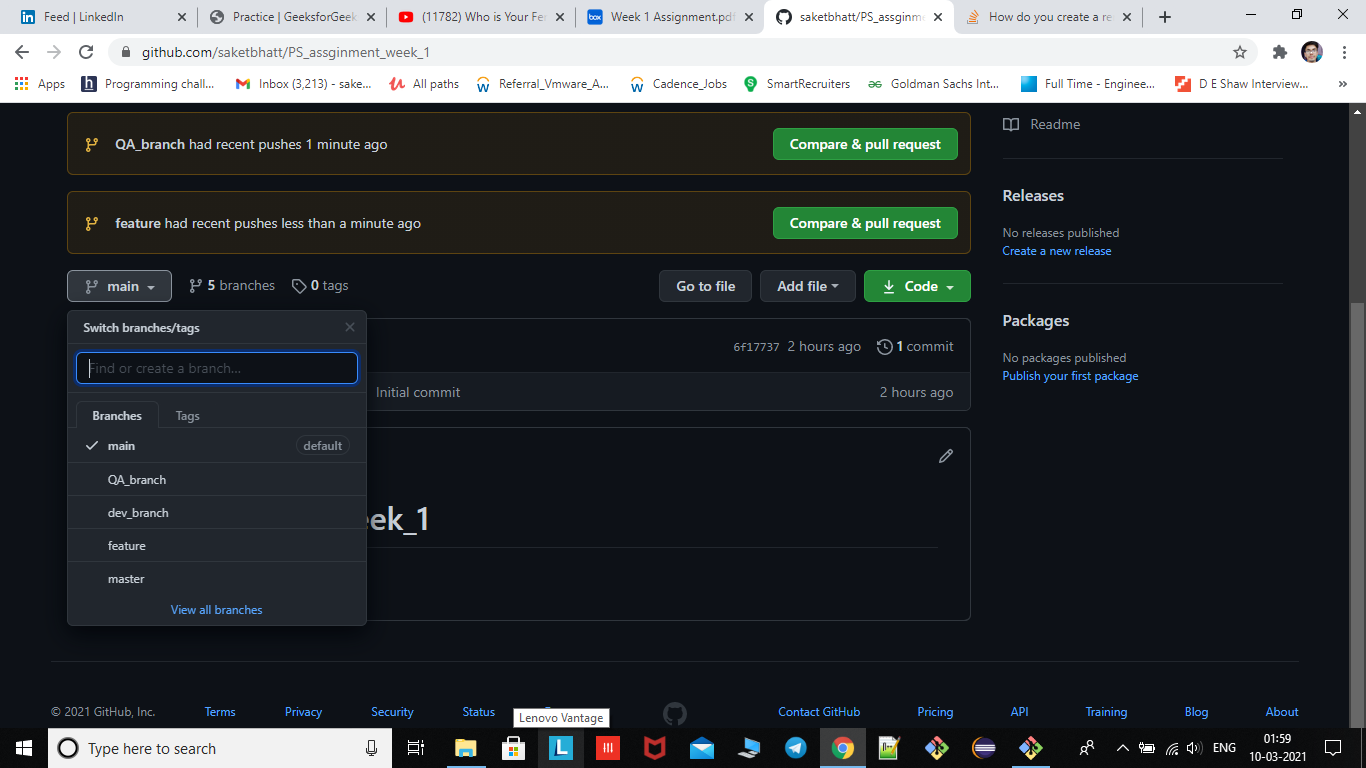 Feed | LinkedIn
Practice | GeeksforGeek
(11782) Who is Your Fe
Week 1 Assignment.pdf
saketbhatt/PS_assginm
How do you create a re
github.com/saketbhatt/PS_assginment_week_1
Apps
Programming chall...
Inbox (3,213) - sake...
All paths
Referral_Vmware_A...
Cadence_Jobs
SmartRecruiters
Goldman Sachs Int...
Full Time - Enginee...
D E Shaw Interview...
»
QA_branch had recent pushes 1 minute ago
Compare & pull request
feature had recent pushes less than a minute ago
Compare & pull request
Readme
Releases
No releases published
Create a new release
Packages
No packages published
Publish your first package
main
5 branches
0 tags
Go to file
Add file
Code
Switch branches/tags
Find or create a branch...
Branches
Tags
main
default
QA_branch
dev_branch
feature
master
View all branches
6f17737 2 hours ago
1 commit
Initial commit
2 hours ago
eek_1
© 2021 GitHub, Inc.
Terms
Privacy
Security
Status
Lenovo Vantage
Contact GitHub
Pricing
API
Training
Blog
About
Type here to search
ENG
01:59
10-03-2021